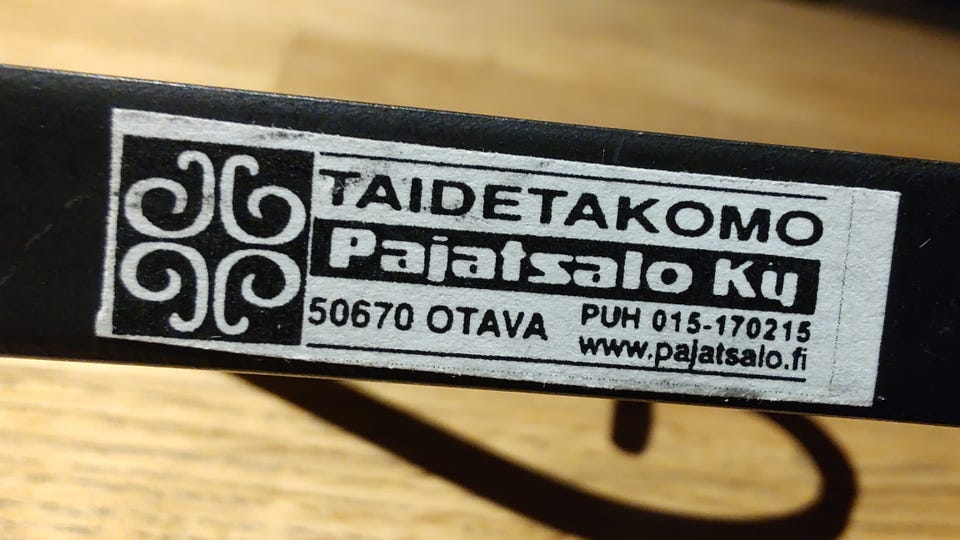 TAIDETAKOMO
Pajatsalo Ky
50670 OTAVA
PUH 015-170215
www.pajatsalo.fi